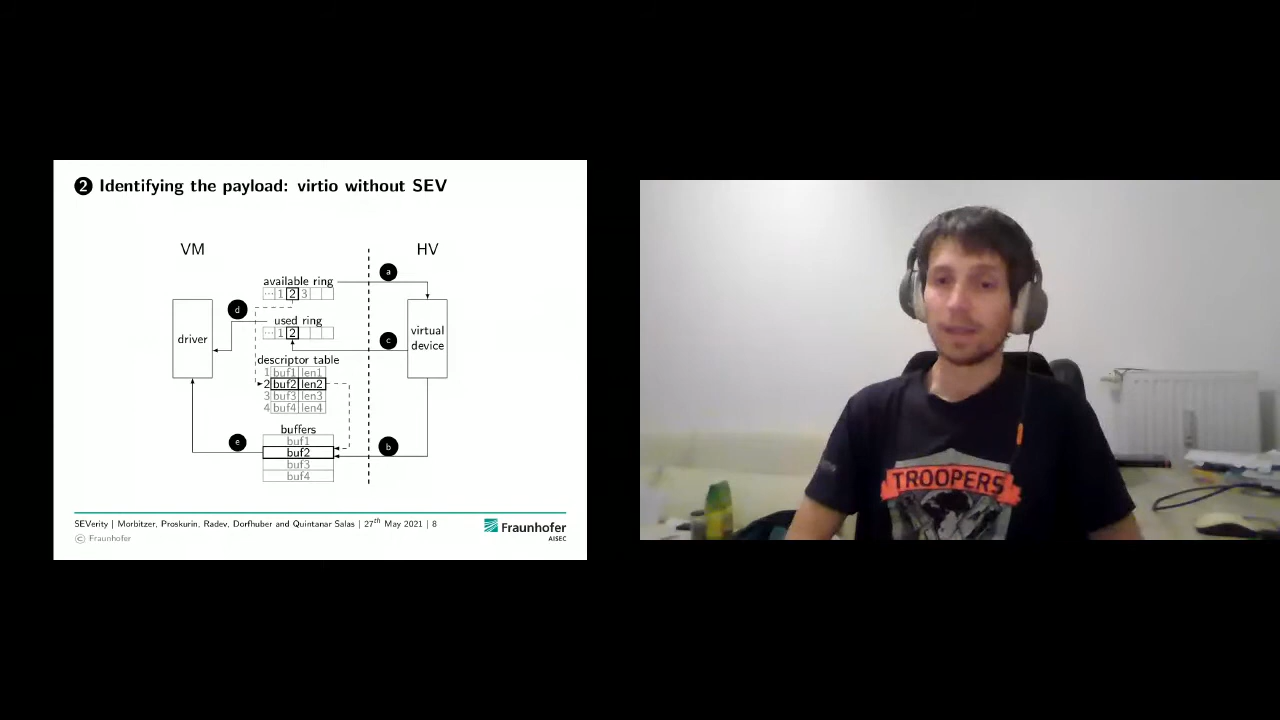 2 Identifying the payload: virtio without SEV
VM
HV
available ring
a
··· 1 2 3
d
used ring
··· 1 2
driver
virtual
device
c
descriptor table
1 buf1 len1
2 buf2 len2
3 buf3 len3
4 buf4 len4
buffers
e
b
buf1
buf2
buf3
buf4
SEVerity | Morbitzer, Proskurin, Radev, Dorfhuber and Quintanar Salas | 27th May 2021 | 8
© Fraunhofer
Fraunhofer
AISEC
TROOPERS